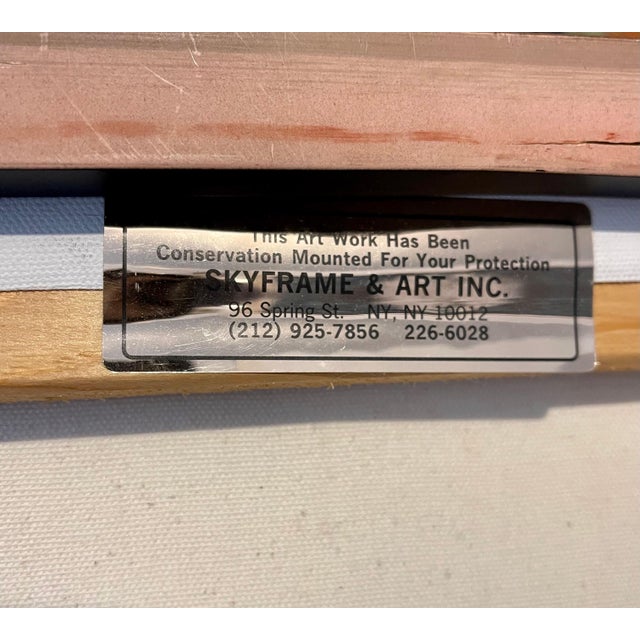 This Art Work Has Been
Conservation Mounted For Your Protection
SKYFRAME & ART INC.
96 Spring St. NY, NY 10012
(212) 925-7856 226-6028